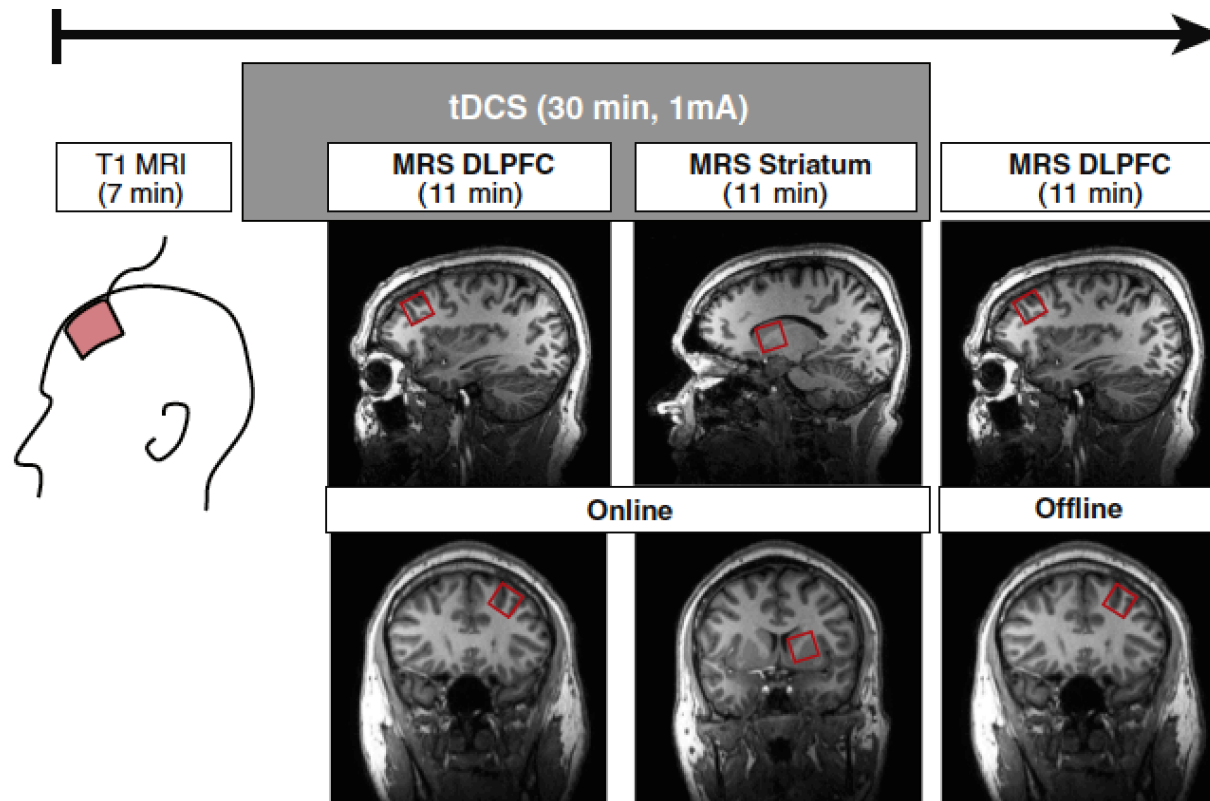 tDCS (30 min, 1mA)
T1 MRI
(7 min)
MRS DLPFC
(11 min)
MRS Striatum
(11 min)
MRS DLPFC
(11 min)
Online
Offline